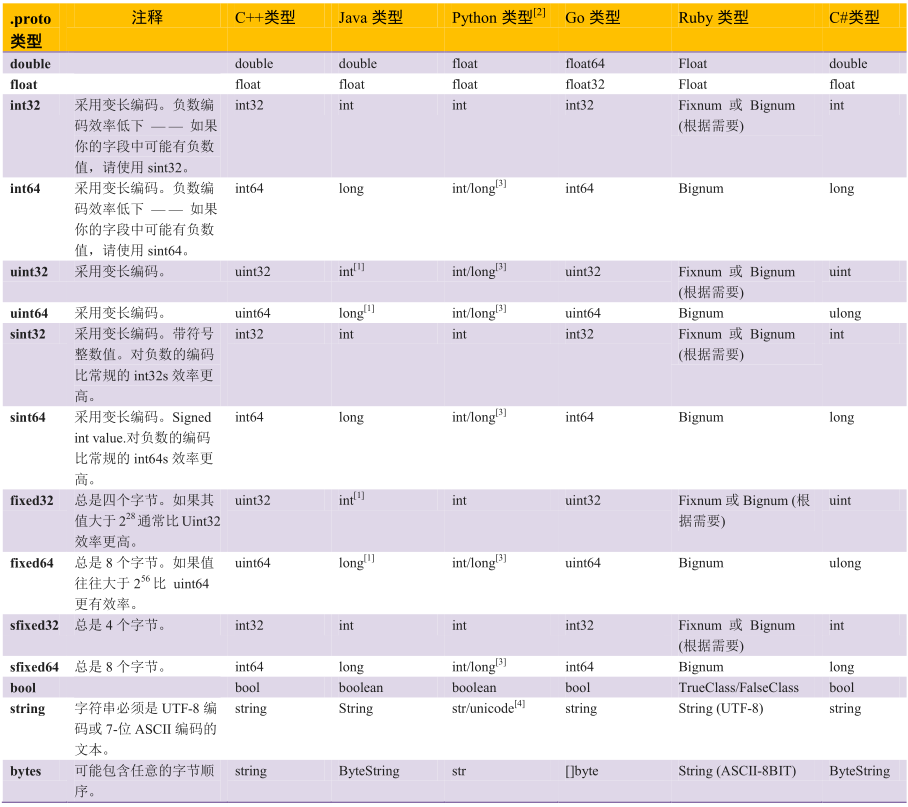 .proto 注释 C++类型 Java 类型 Python 类型[2] Go 类型 Ruby 类型 C#类型
类型
double double double float float64 Float double
float float float float float32 Float float
int32 采用变长编码。负数编 int32 int int int32 Fixnum 或 Bignum int
码效率低下 —— 如果 (根据需要)
你的字段中可能有负数
值，请使用 sint32。
int64 采用变长编码。负数编 int64 long int/long[3] int64 Bignum long
码效率低下 —— 如果
你的字段中可能有负数
值，请使用 sint64。
uint32 采用变长编码。 uint32 int[1] int/long[3] uint32 Fixnum 或 Bignum uint
(根据需要)
uint64 采用变长编码。 uint64 long[1] int/long[3] uint64 Bignum ulong
sint32 采用变长编码。带符号 int32 int int int32 Fixnum 或 Bignum int
整数值。对负数的编码 (根据需要)
比常规的 int32s 效率更
高。
sint64 采用变长编码。Signed int64 long int/long[3] int64 Bignum long
int value.对负数的编码
比常规的 int64s 效率更
高。
fixed32 总是四个字节。如果其 uint32 int[1] int uint32 Fixnum 或 Bignum (根 uint
值大于 2^28 通常比 Uint32 据需要)
效率更高。
fixed64 总是 8 个字节。如果值 uint64 long[1] int/long[3] uint64 Bignum ulong
往往大于 2^56 比 uint64
更有效率。
sfixed32 总是 4 个字节。 int32 int int int32 Fixnum 或 Bignum int
(根据需要)
sfixed64 总是 8 个字节。 int64 long int/long[3] int64 Bignum long
bool bool boolean boolean bool TrueClass/FalseClass bool
string 字符串必须是 UTF-8 编 string String str/unicode[4] string String (UTF-8) string
码或 7-位 ASCII 编码的
文本。
bytes 可能包含任意的字节顺 string ByteString str []byte String (ASCII-8BIT) ByteString
序。